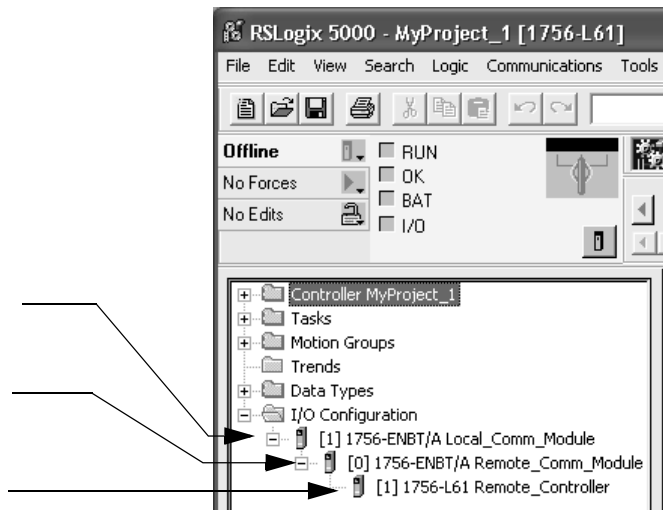 RSLogix 5000 - MyProject_1 [1756-L61]
File Edit View Search Logic Communications Tools
Offline
RUN
No Forces
OK
BAT
No Edits
I/O
Controller MyProject_1
Tasks
Motion Groups
Trends
Data Types
I/O Configuration
[1] 1756-ENBT/A Local_Comm_Module
[0] 1756-ENBT/A Remote_Comm_Module
[1] 1756-L61 Remote_Controller